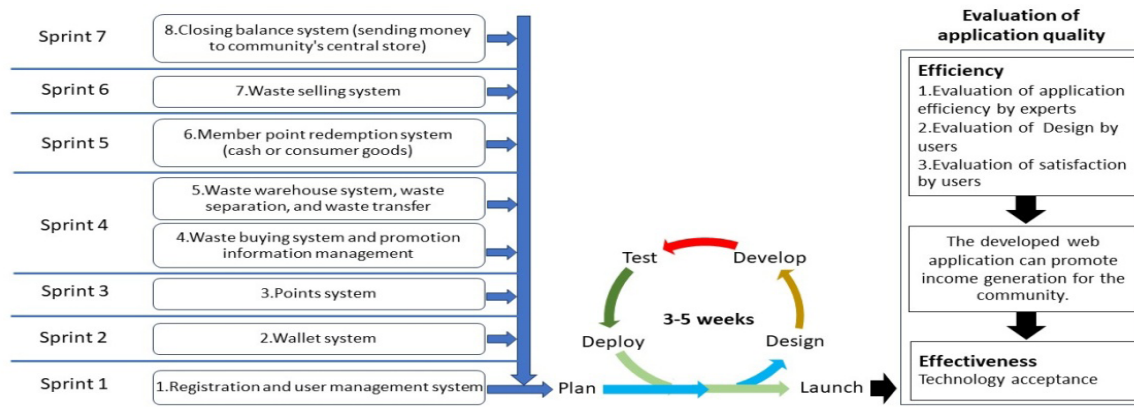 Sprint 7
8.Closing balance system (sending money
to community's central store)
Sprint 6
7.Waste selling system
Sprint 5
6.Member point redemption system
(cash or consumer goods)
Sprint 4
5.Waste warehouse system, waste
separation, and waste transfer
4.Waste buying system and promotion
information management
Sprint 3
3.Points system
Sprint 2
2.Wallet system
Sprint 1
1.Registration and user management system
Plan
Test
Develop
3-5 weeks
Deploy
Design
Launch
Evaluation of
application quality
Efficiency
1.Evaluation of application
efficiency by experts
2.Evaluation of Design by
users
3.Evaluation of satisfaction
by users
The developed web
application can promote
income generation for the
community.
Effectiveness
Technology acceptance